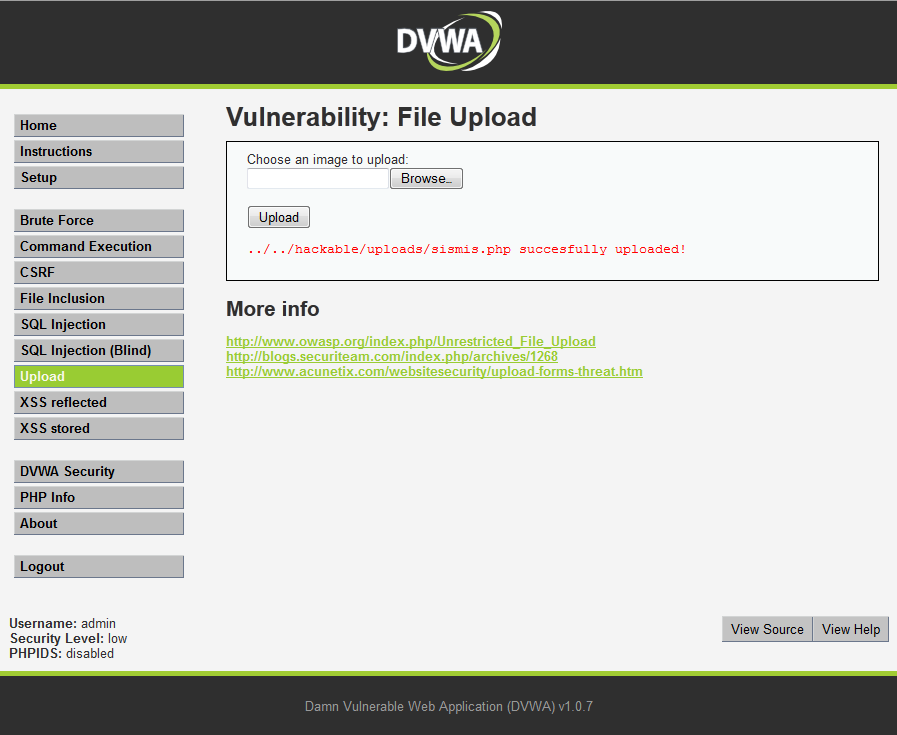 DVWA
Home
Instructions
Setup
Brute Force
Command Execution
CSRF
File Inclusion
SQL Injection
SQL Injection (Blind)
Upload
XSS reflected
XSS stored
DVWA Security
PHP Info
About
Logout
Vulnerability: File Upload
Choose an image to upload:
Browse..
Upload
../../hackable/uploads/sismis.php succesfully uploaded!
More info
http://www.owasp.org/index.php/Unrestricted_File_Upload
http://blogs.securiteam.com/index.php/archives/1268
http://www.acunetix.com/websitesecurity/upload-forms-threat.htm
Username: admin
Security Level: low
PHPIDS: disabled
View Source View Help
Damn Vulnerable Web Application (DVWA) v1.0.7